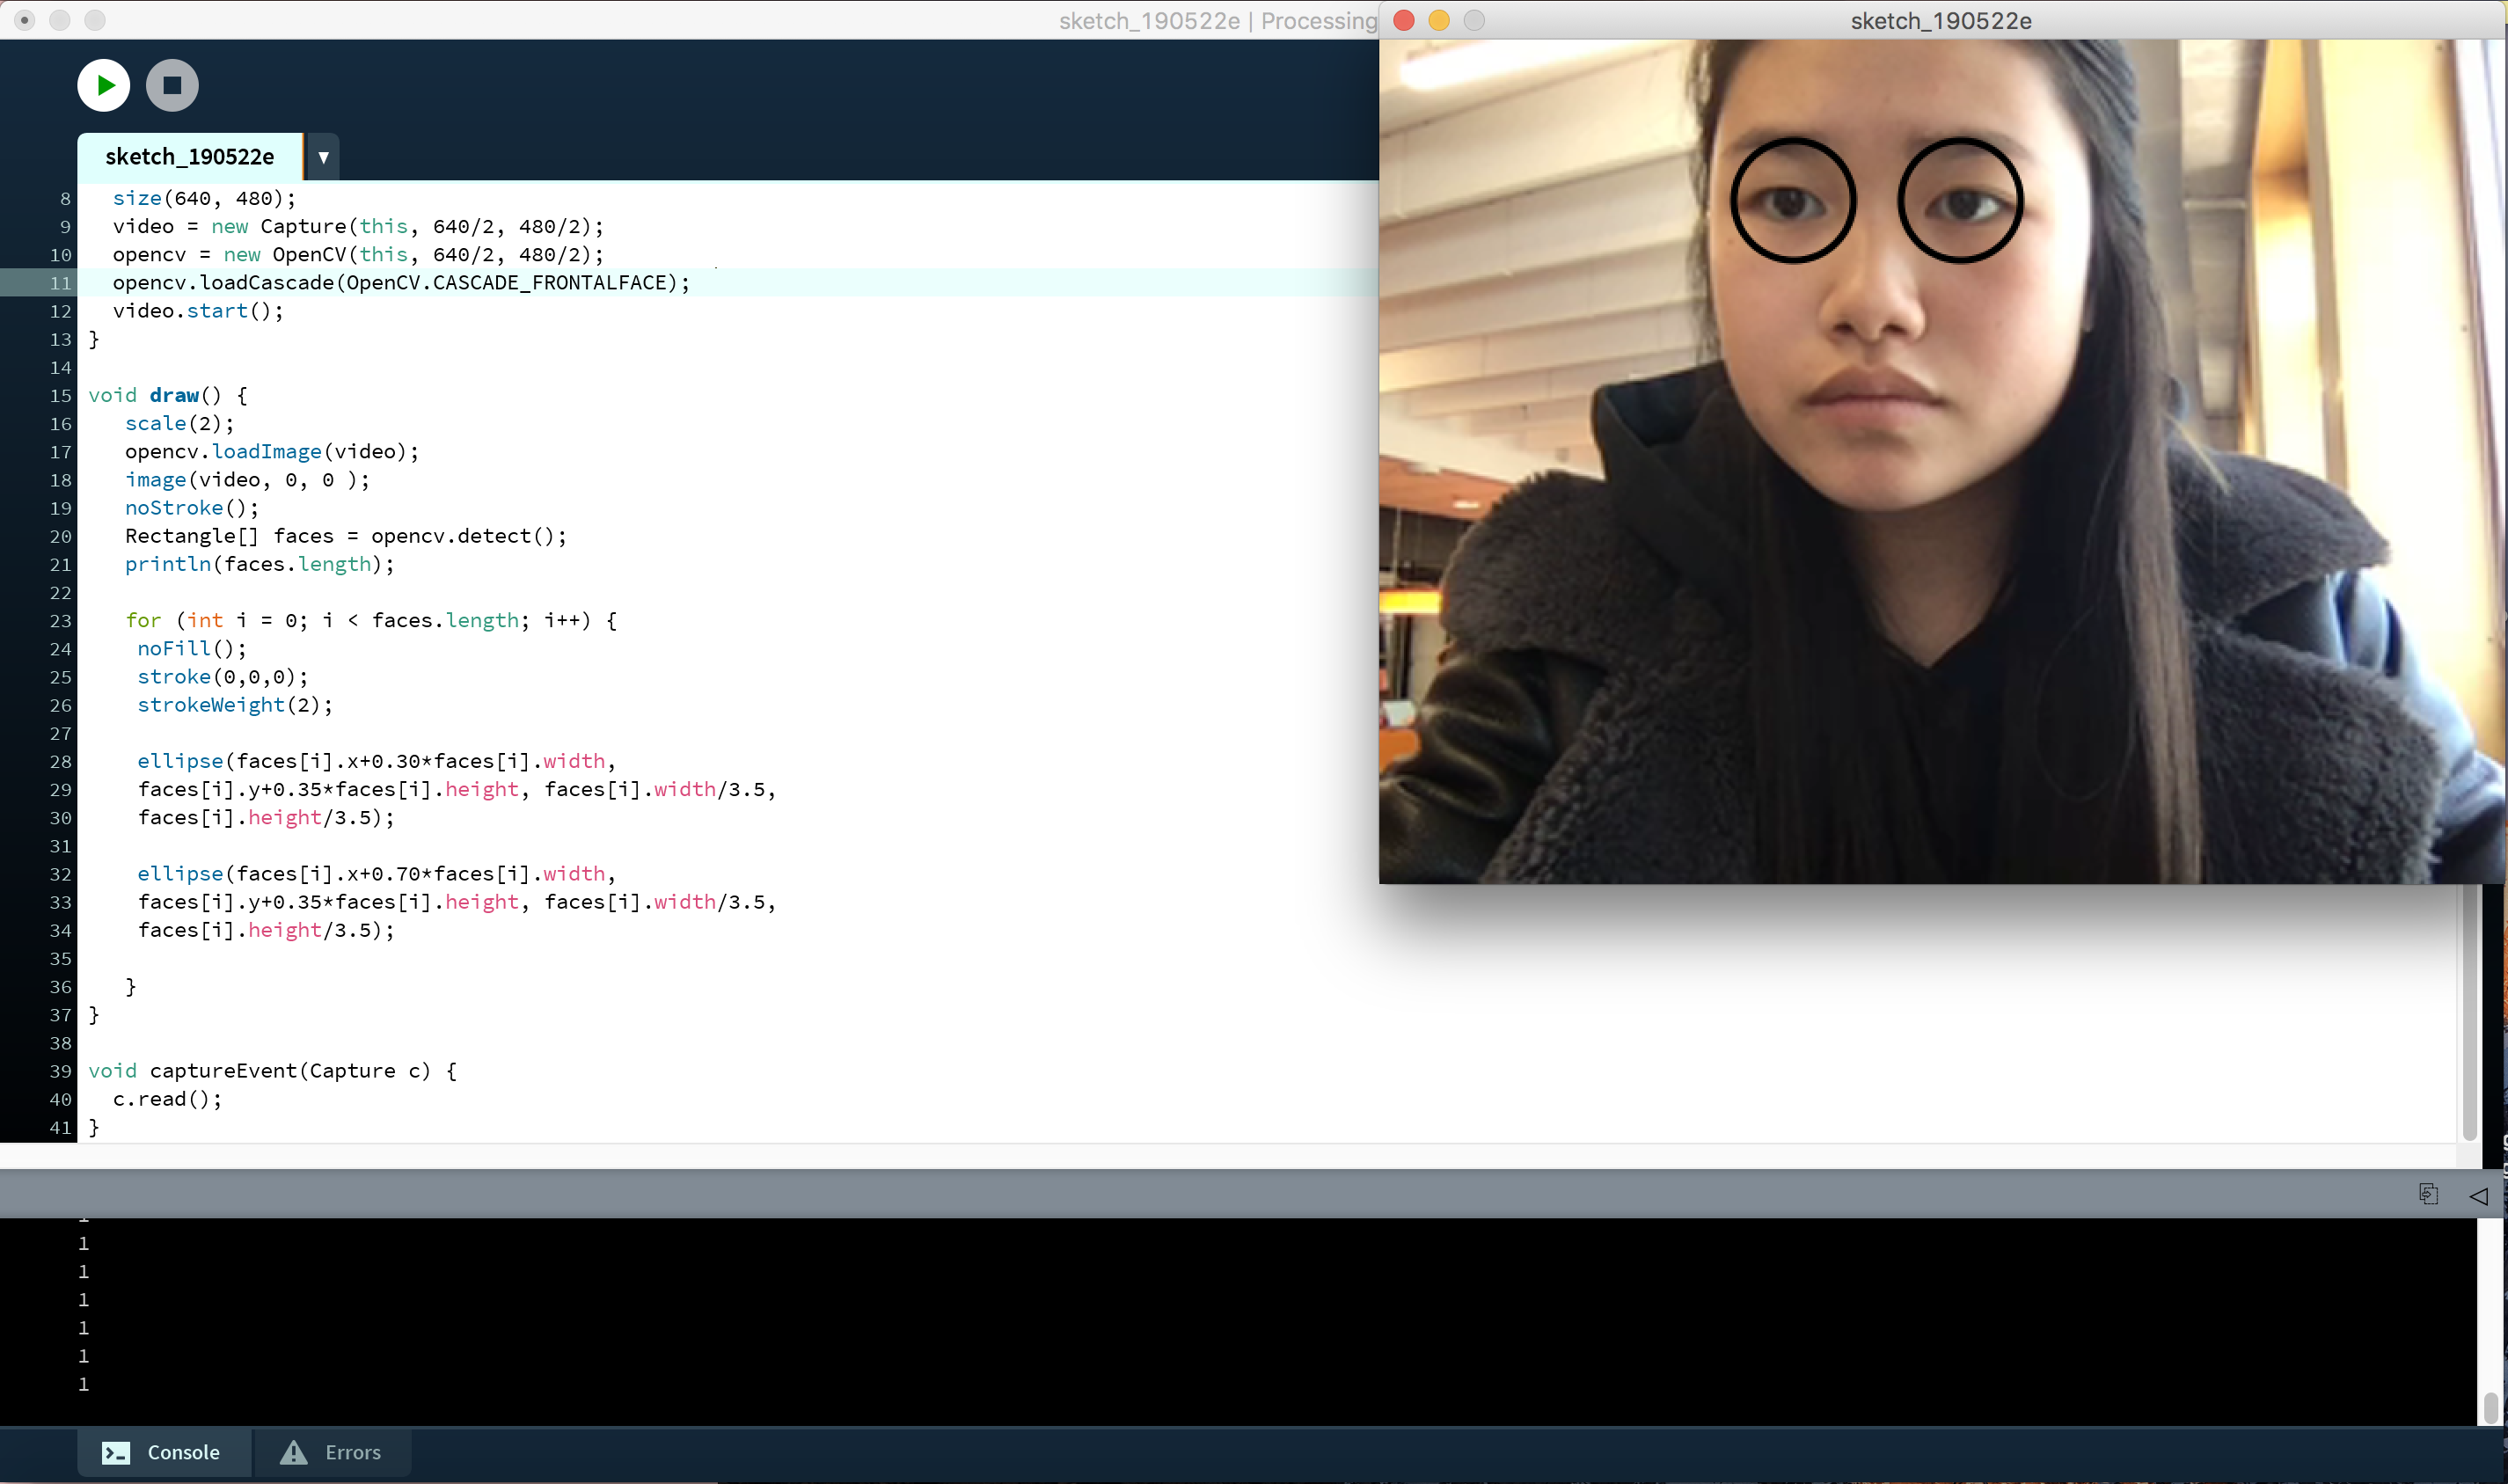 sketch_190522e | Processing
sketch_190522e
sketch_190522e
8 size(640, 480);
9 video = new Capture(this, 640/2, 480/2);
10 opencv = new OpenCV(this, 640/2, 480/2);
11 opencv.loadCascade(OpenCV.CASCADE_FRONTALFACE);
12 video.start();
13 }
14
15 void draw() {
16 scale(2);
17 opencv.loadImage(video);
18 image(video, 0, 0 );
19 noStroke();
20 Rectangle[] faces = opencv.detect();
21 println(faces.length);
22
23 for (int i = 0; i < faces.length; i++) {
24 noFill();
25 stroke(0,0,0);
26 strokeWeight(2);
27
28 ellipse(faces[i].x+0.30*faces[i].width,
29 faces[i].y+0.35*faces[i].height, faces[i].width/3.5,
30 faces[i].height/3.5);
31
32 ellipse(faces[i].x+0.70*faces[i].width,
33 faces[i].y+0.35*faces[i].height, faces[i].width/3.5,
34 faces[i].height/3.5);
35
36 }
37 }
38
39 void captureEvent(Capture c) {
40 c.read();
41 }
1
1
1
1
1
1
Console
Errors